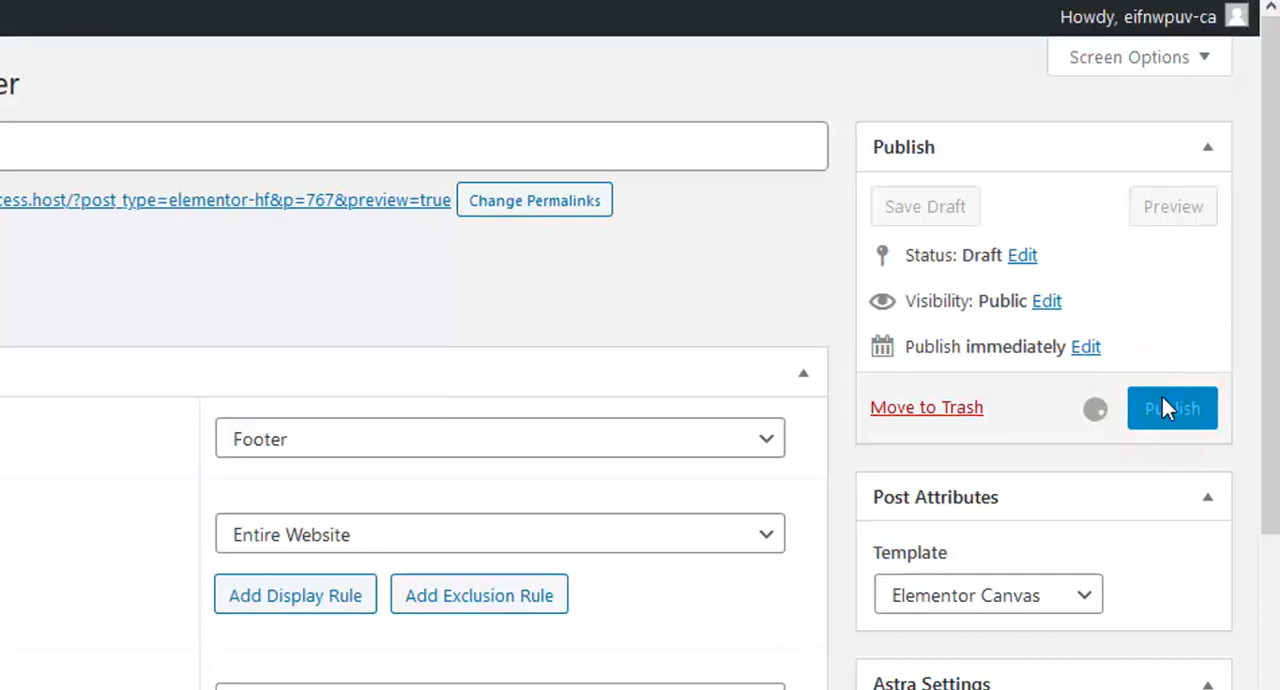 Howdy, eifnwpuv-ca
Screen Options
er
Publish
cess.host/?post_type=elementor-hf&p=767&preview=true
Change Permalinks
Save Draft
Preview
Status: Draft Edit
Visibility: Public Edit
Publish immediately Edit
Move to Trash
Publish
Footer
Post Attributes
Entire Website
Template
Add Display Rule
Add Exclusion Rule
Elementor Canvas
Astra Settings